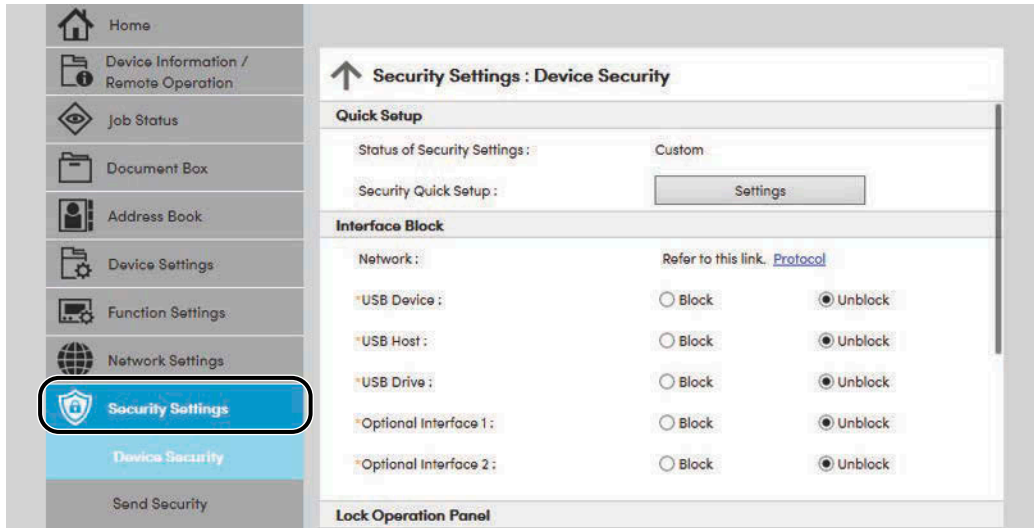 Home
Device Information /
Remote Operation
Job Status
Document Box
Address Book
Device Settings
Function Settings
Network Settings
Security Settings
Device Security
Send Security
Security Settings : Device Security
Quick Setup
Status of Security Settings : Custom
Security Quick Setup : Settings
Interface Block
Network : Refer to this link. Protocol
*USB Device : Block Unblock
*USB Host : Block Unblock
*USB Drive : Block Unblock
*Optional Interface 1 : Block Unblock
*Optional Interface 2 : Block Unblock
Lock Operation Panel